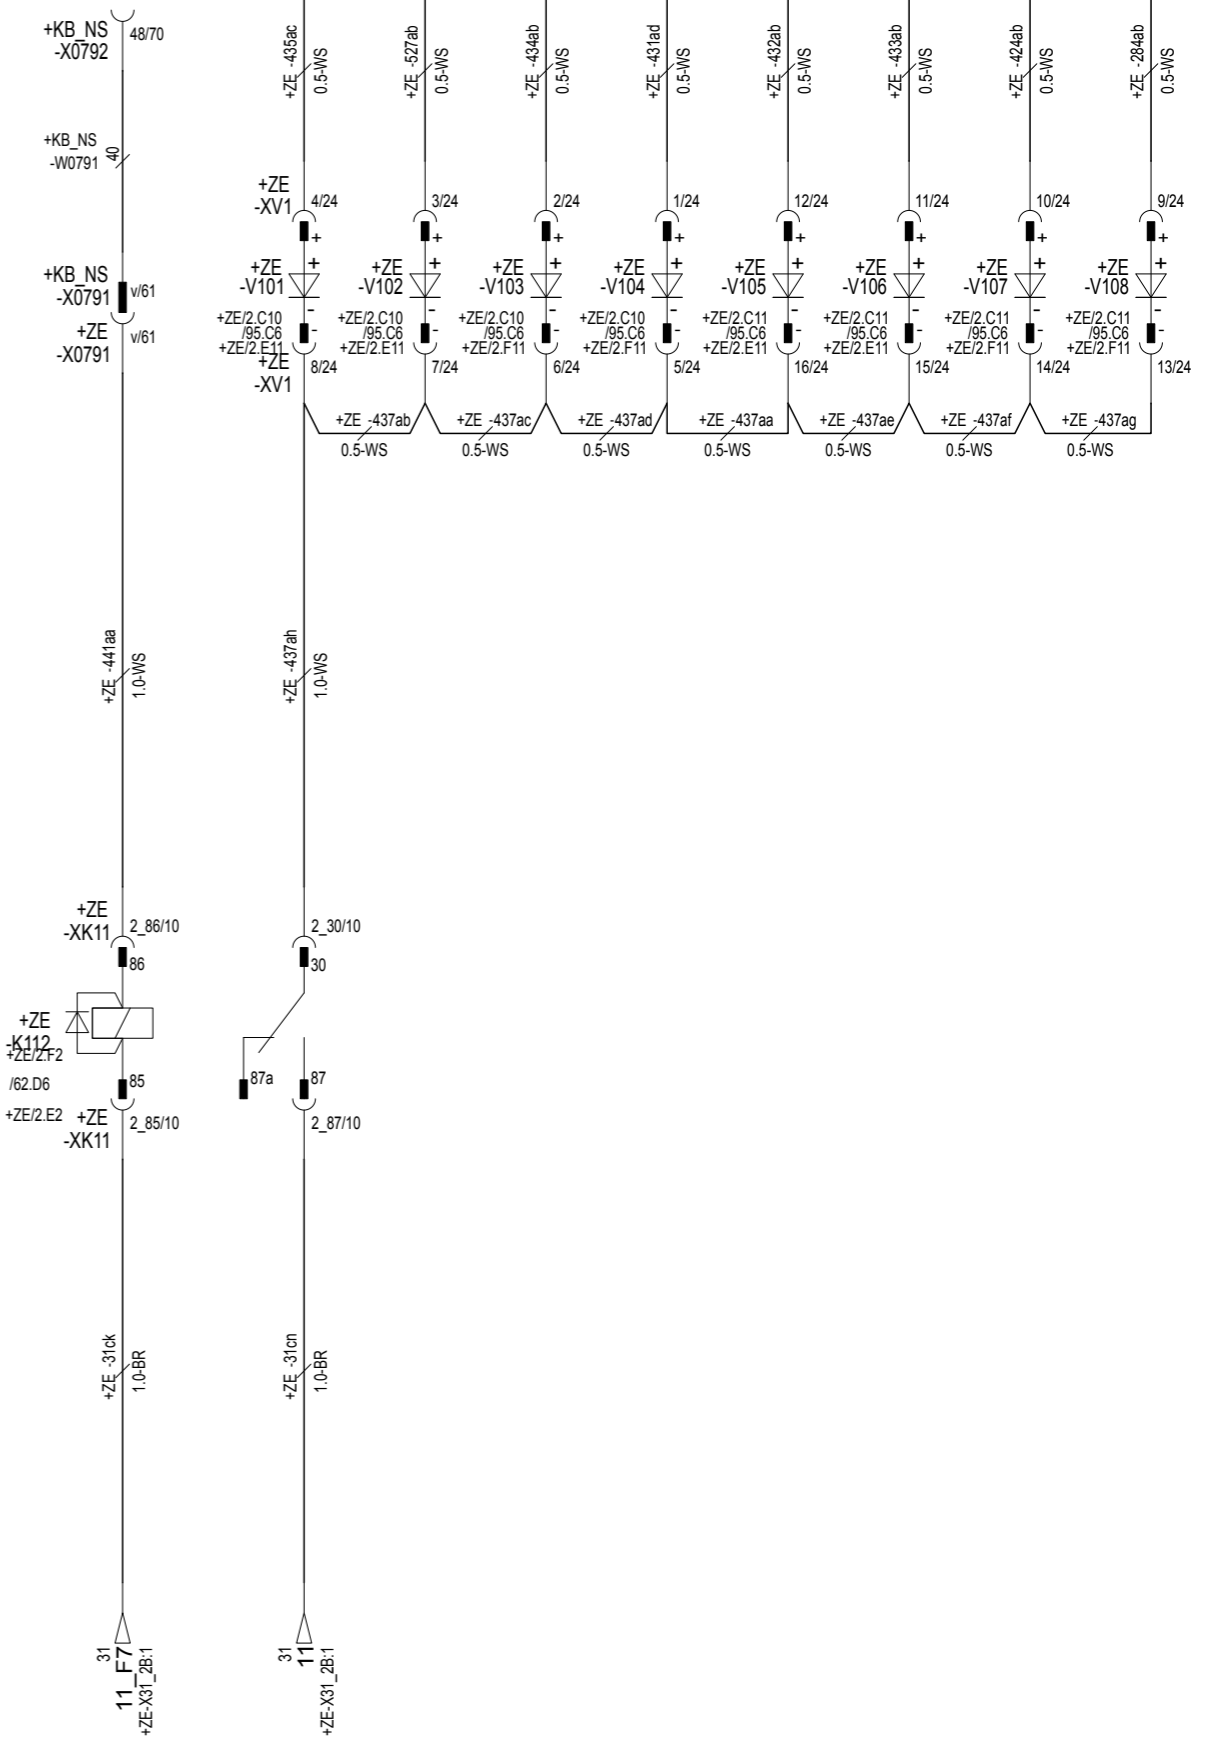 +KB_NS
-X0792
48/70
+ZE -435ac
0.5-WS
+ZE -527ab
0.5-WS
+ZE -434ab
0.5-WS
+ZE -431ad
0.5-WS
+ZE -432ab
0.5-WS
+ZE -433ab
0.5-WS
+ZE -424ab
0.5-WS
+ZE -284ab
0.5-WS
+KB_NS
-W0791
40
+ZE
-XV1
4/24
3/24
2/24
1/24
12/24
11/24
10/24
9/24
+
+
+
+
+
+
+
+
+KB_NS
-X0791
v/61
+ZE
-X0791
v/61
+ZE
-V101
+
-
+ZE
-V102
+
-
+ZE
-V103
+
-
+ZE
-V104
+
-
+ZE
-V105
+
-
+ZE
-V106
+
-
+ZE
-V107
+
-
+ZE
-V108
+
-
+ZE/2.C10
/95.C6
+ZE/2.E11
-
+ZE/2.C10
/95.C6
+ZE/2.E11
-
+ZE/2.C10
/95.C6
+ZE/2.F11
-
+ZE/2.C10
/95.C6
+ZE/2.F11
-
+ZE/2.C11
/95.C6
+ZE/2.E11
-
+ZE/2.C11
/95.C6
+ZE/2.E11
-
+ZE/2.C11
/95.C6
+ZE/2.F11
-
+ZE/2.C11
/95.C6
+ZE/2.F11
-
+ZE
-XV1
8/24
7/24
6/24
5/24
16/24
15/24
14/24
13/24
+ZE -437ab
0.5-WS
+ZE -437ac
0.5-WS
+ZE -437ad
0.5-WS
+ZE -437aa
0.5-WS
+ZE -437ae
0.5-WS
+ZE -437af
0.5-WS
+ZE -437ag
0.5-WS
+ZE -441aa
1.0-WS
+ZE -437ah
1.0-WS
+ZE
-XK11
2_86/10
86
2_30/10
30
+ZE
-K112
+ZE/2.F2
/62.D6
+ZE/2.E2
85
87a
87
+ZE
-XK11
2_85/10
2_87/10
+ZE -31ck
1.0-BR
+ZE -31cn
1.0-BR
31
11_F7
+ZE-X31_2B:1
31
11
+ZE-X31_2B:1